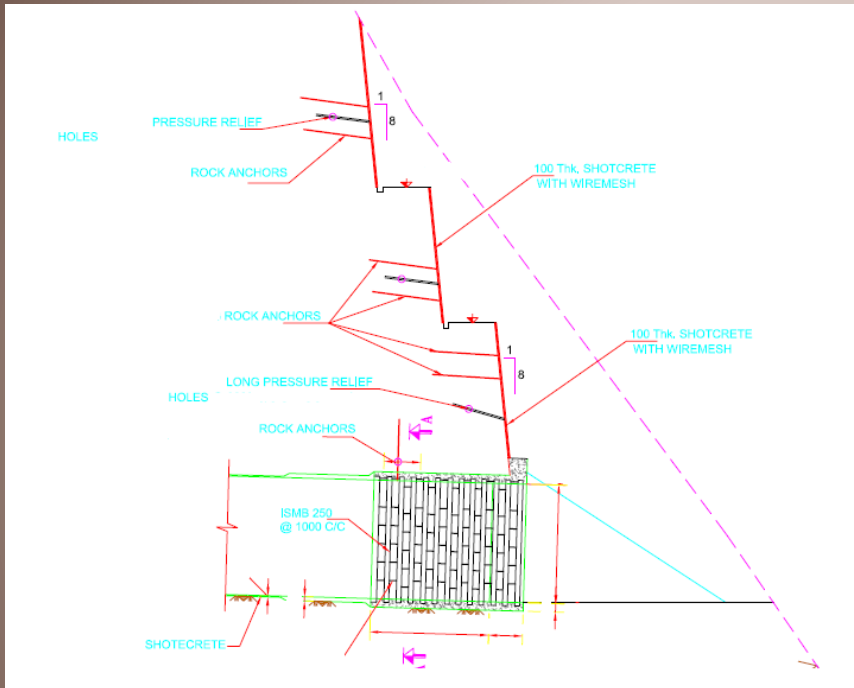 1
8
PRESSURE RELIEF
HOLES
ROCK ANCHORS
100 Thk. SHOTCRETE
WITH WIREMESH
ROCK ANCHORS
1
8
100 Thk. SHOTCRETE
WITH WIREMESH
LONG PRESSURE RELIEF
HOLES
ROCK ANCHORS
A
ISMB 250
@ 1000 C/C
SHOTECRETE